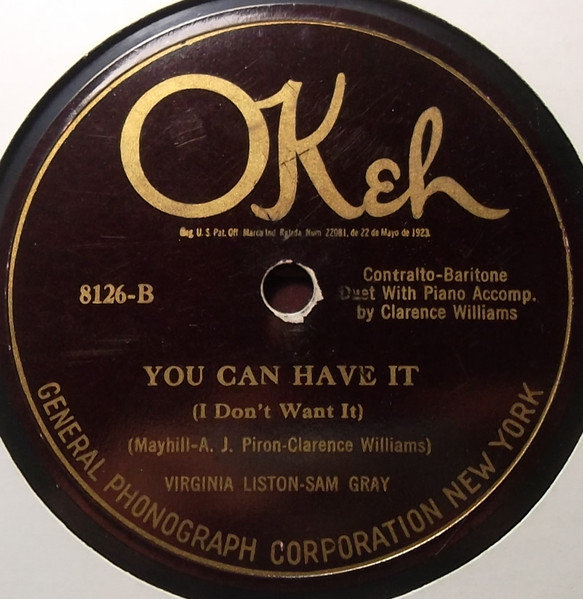 OKeh
Reg. U.S Pat. Off. Marca Ind. Rgtrda. Num. 22081, de 22 de Mayo de 1923.
8126-B
Contralto-Baritone
Duet With Piano Accomp.
by Clarence Williams
YOU CAN HAVE IT
(I Don't Want It)
(Mayhill-A. J. Piron-Clarence Williams)
VIRGINIA LISTON-SAM GRAY
GENERAL PHONOGRAPH CORPORATION NEW YORK